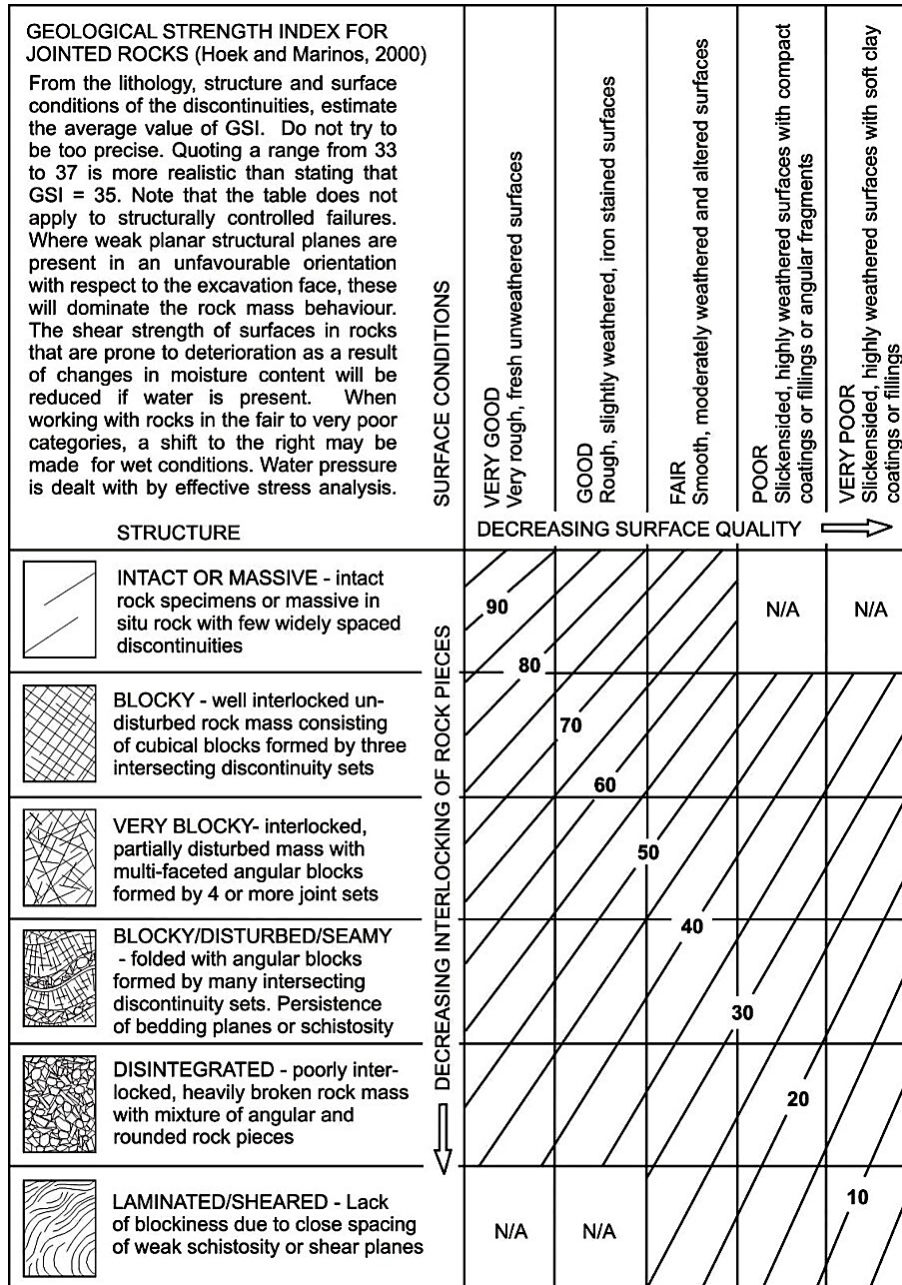 GEOLOGICAL STRENGTH INDEX FOR
JOINTED ROCKS (Hoek and Marinos, 2000)
From the lithology, structure and surface
conditions of the discontinuities, estimate
the average value of GSI. Do not try to
be too precise. Quoting a range from 33
to 37 is more realistic than stating that
GSI = 35. Note that the table does not
apply to structurally controlled failures.
Where weak planar structural planes are
present in an unfavourable orientation
with respect to the excavation face, these
will dominate the rock mass behaviour.
The shear strength of surfaces in rocks
that are prone to deterioration as a result
of changes in moisture content will be
reduced if water is present. When
working with rocks in the fair to very poor
categories, a shift to the right may be
made for wet conditions. Water pressure
is dealt with by effective stress analysis.
STRUCTURE
SURFACE CONDITIONS
VERY GOOD
Very rough, fresh unweathered surfaces
GOOD
Rough, slightly weathered, iron stained surfaces
FAIR
Smooth, moderately weathered and altered surfaces
POOR
Slickensided, highly weathered surfaces with compact
coatings or fillings or angular fragments
VERY POOR
Slickensided, highly weathered surfaces with soft clay
coatings or fillings
DECREASING SURFACE QUALITY
DECREASING INTERLOCKING OF ROCK PIECES
INTACT OR MASSIVE - intact
rock specimens or massive in
situ rock with few widely spaced
discontinuities
90
N/A
N/A
80
BLOCKY - well interlocked un-
disturbed rock mass consisting
of cubical blocks formed by three
intersecting discontinuity sets
70
60
VERY BLOCKY- interlocked,
partially disturbed mass with
multi-faceted angular blocks
formed by 4 or more joint sets
50
BLOCKY/DISTURBED/SEAMY
- folded with angular blocks
formed by many intersecting
discontinuity sets. Persistence
of bedding planes or schistosity
40
30
DISINTEGRATED - poorly inter-
locked, heavily broken rock mass
with mixture of angular and
rounded rock pieces
20
LAMINATED/SHEARED - Lack
of blockiness due to close spacing
of weak schistosity or shear planes
N/A
N/A
10